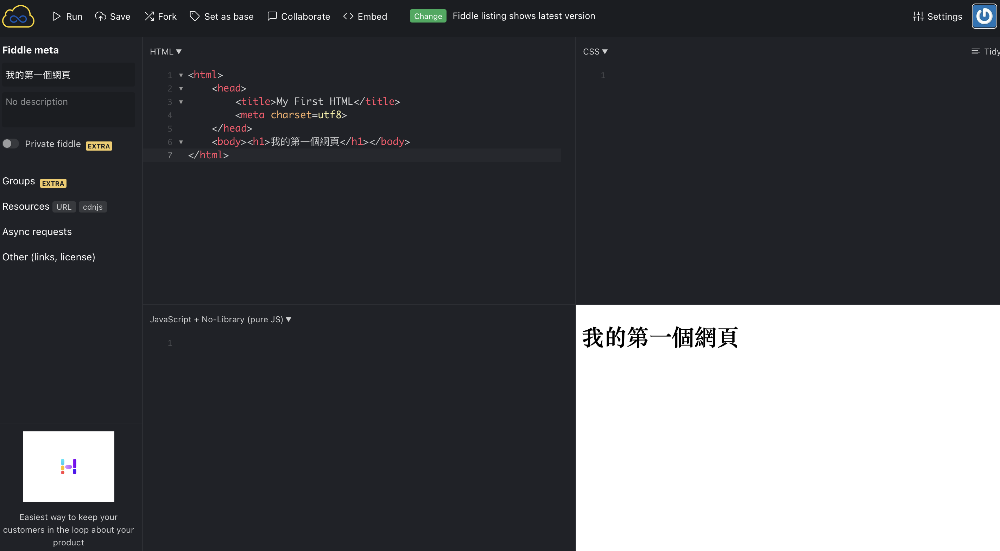 Run Save Fork Set as base Collaborate Embed Change Fiddle listing shows latest version Settings
Fiddle meta
我的第一個網頁
No description
Private fiddle EXTRA
Groups EXTRA
Resources URL cdnjs
Async requests
Other (links, license)
Easiest way to keep your
customers in the loop about your
product
HTML ▼
1 ▼ <html>
2 ▼ <head>
3 ▼ <title>My First HTML</title>
4 <meta charset=utf8>
5 </head>
6 ▼ <body><h1>我的第一個網頁</h1></body>
7 </html>
CSS ▼ Tidy
1
JavaScript + No-Library (pure JS) ▼
1
我的第一個網頁